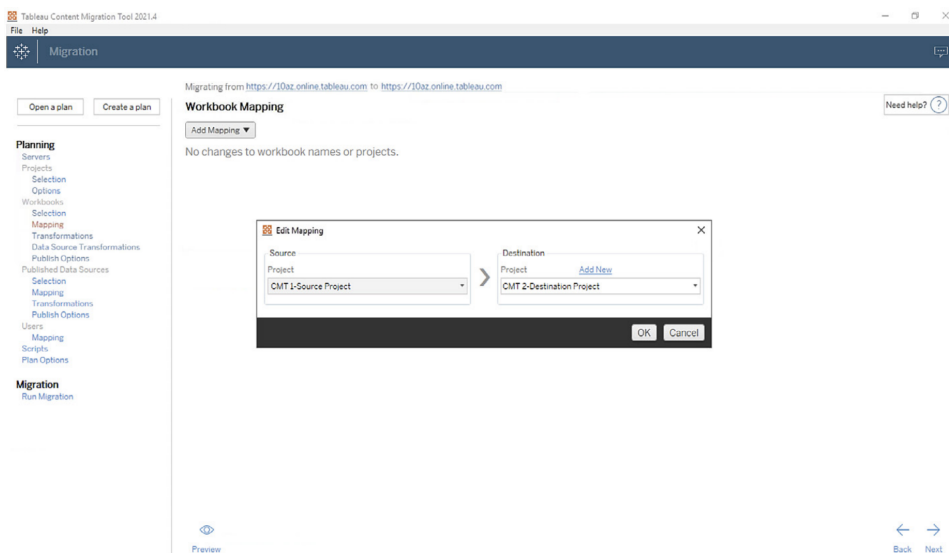 Tableau Content Migration Tool 2021.4
File Help
Migration
Migrating from https://10az.online.tableau.com to https://10az.online.tableau.com
Open a plan Create a plan
Workbook Mapping
Need help? ?
Add Mapping ▼
No changes to workbook names or projects.
Planning
Servers
Projects
Selection
Options
Workbooks
Selection
Mapping
Transformations
Data Source Transformations
Publish Options
Published Data Sources
Selection
Mapping
Transformations
Publish Options
Users
Mapping
Scripts
Plan Options
Migration
Run Migration
Edit Mapping
Source
Project
CMT 1-Source Project
Destination
Project Add New
CMT 2-Destination Project
OK Cancel
Preview
Back Next